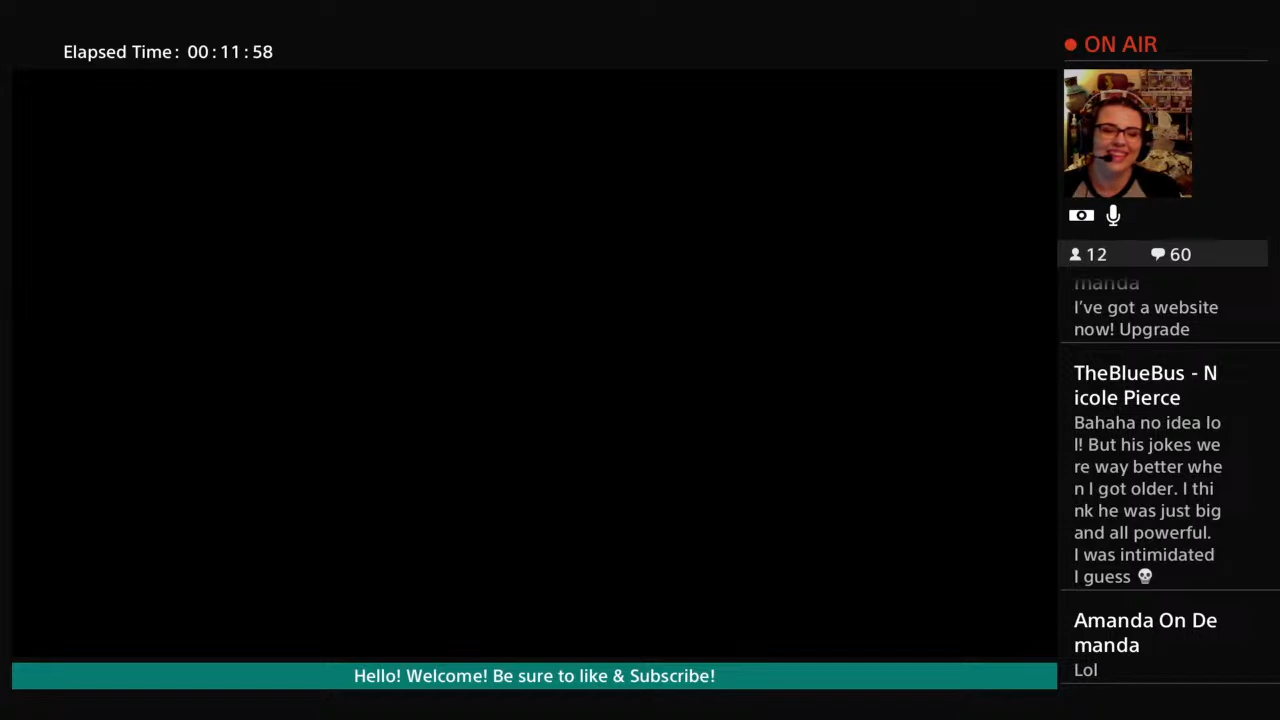 Elapsed Time: 00:11:58
ON AIR
12 60
manda
I've got a website
now! Upgrade
TheBlueBus - N
icole Pierce
Bahaha no idea lo
l! But his jokes we
re way better whe
n I got older. I thi
nk he was just big
and all powerful.
I was intimidated
I guess 💀
Amanda On De
manda
Lol
Hello! Welcome! Be sure to like & Subscribe!